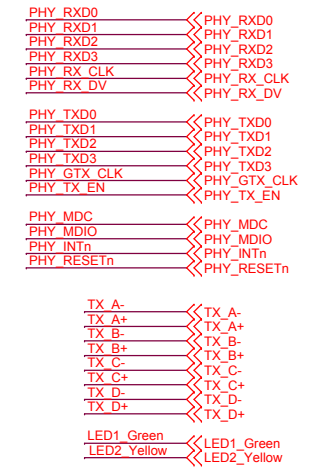 PHY_RXD0 PHY_RXD0
PHY_RXD1 PHY_RXD1
PHY_RXD2 PHY_RXD2
PHY_RXD3 PHY_RXD3
PHY_RX_CLK PHY_RX_CLK
PHY_RX_DV PHY_RX_DV
PHY_TXD0 PHY_TXD0
PHY_TXD1 PHY_TXD1
PHY_TXD2 PHY_TXD2
PHY_TXD3 PHY_TXD3
PHY_GTX_CLK PHY_GTX_CLK
PHY_TX_EN PHY_TX_EN
PHY_MDC PHY_MDC
PHY_MDIO PHY_MDIO
PHY_INTn PHY_INTn
PHY_RESETn PHY_RESETn
TX_A- TX_A-
TX_A+ TX_A+
TX_B- TX_B-
TX_B+ TX_B+
TX_C- TX_C-
TX_C+ TX_C+
TX_D- TX_D-
TX_D+ TX_D+
LED1_Green LED1_Green
LED2_Yellow LED2_Yellow